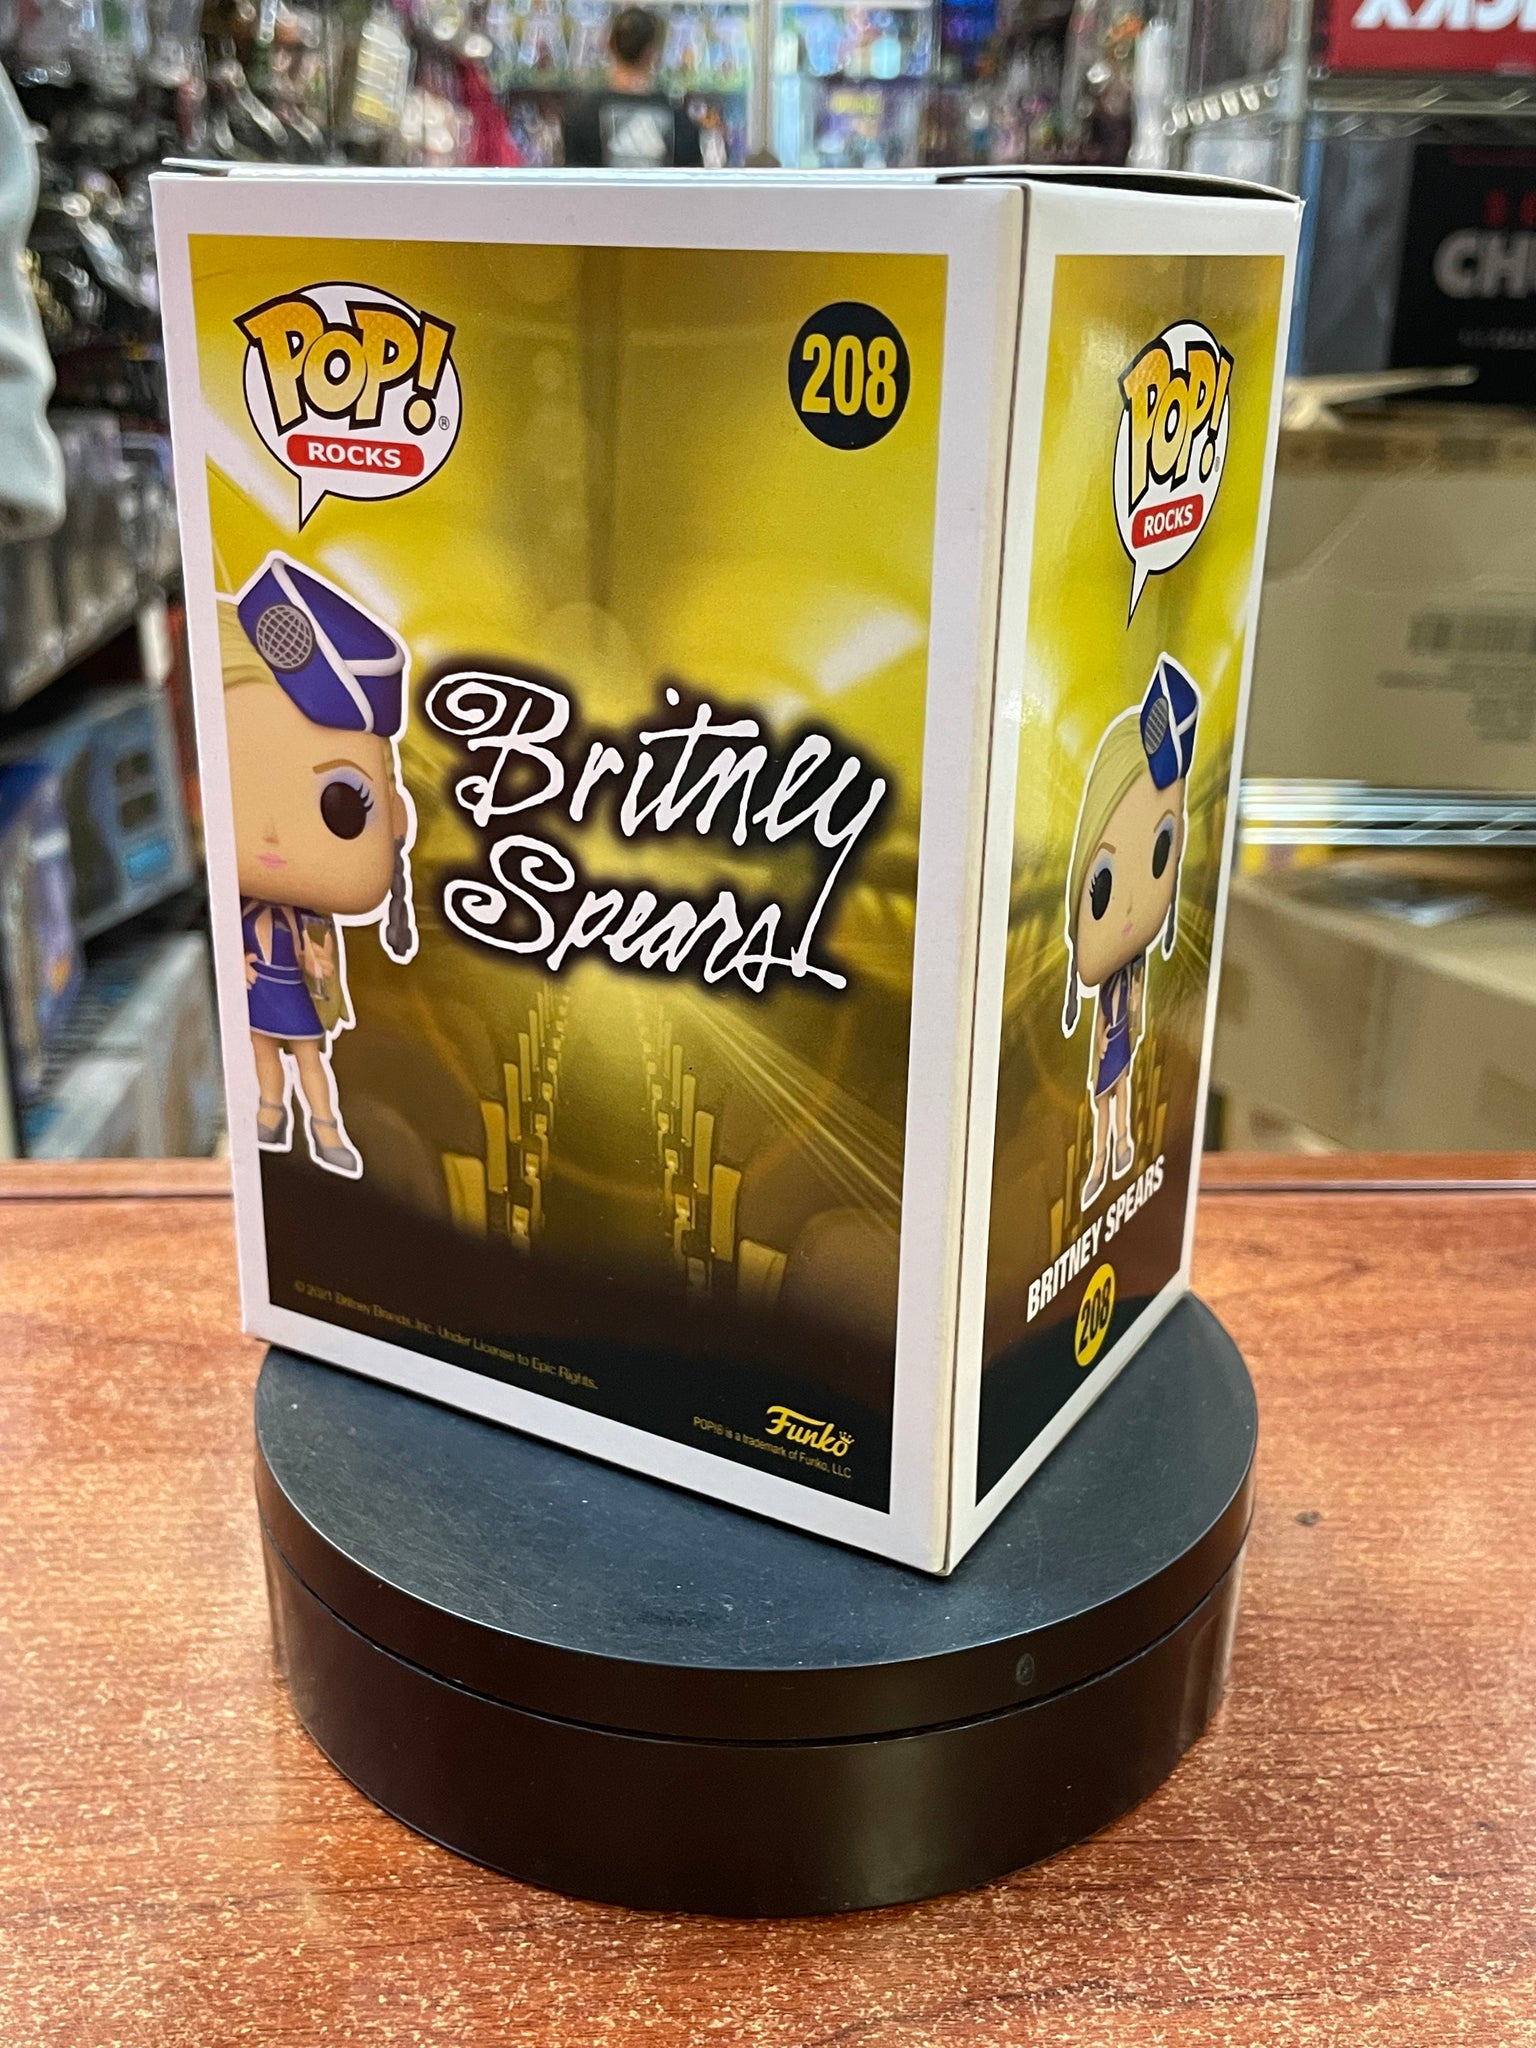 POP!®
ROCKS
208
Britney
Spears
© 2021 Britney Brands, Inc. Under License to Epic Rights.
Funko
POP!® is a trademark of Funko, LLC
POP!
ROCKS
BRITNEY SPEARS
208